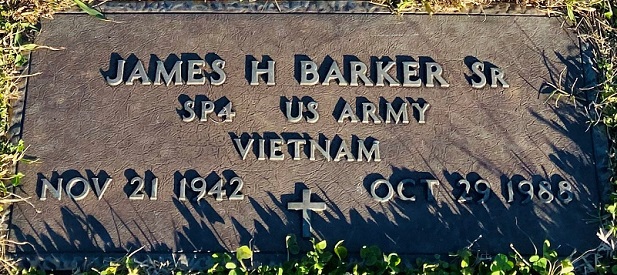 JAMES H BARKER SR
SP4 US ARMY
VIETNAM
NOV 21 1942 OCT 29 1988